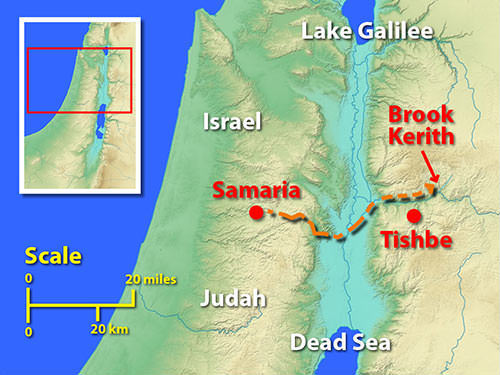 Lake Galilee
Brook
Kerith
Israel
Samaria
Tishbe
Scale
0
20 miles
0
20 km
Judah
Dead Sea